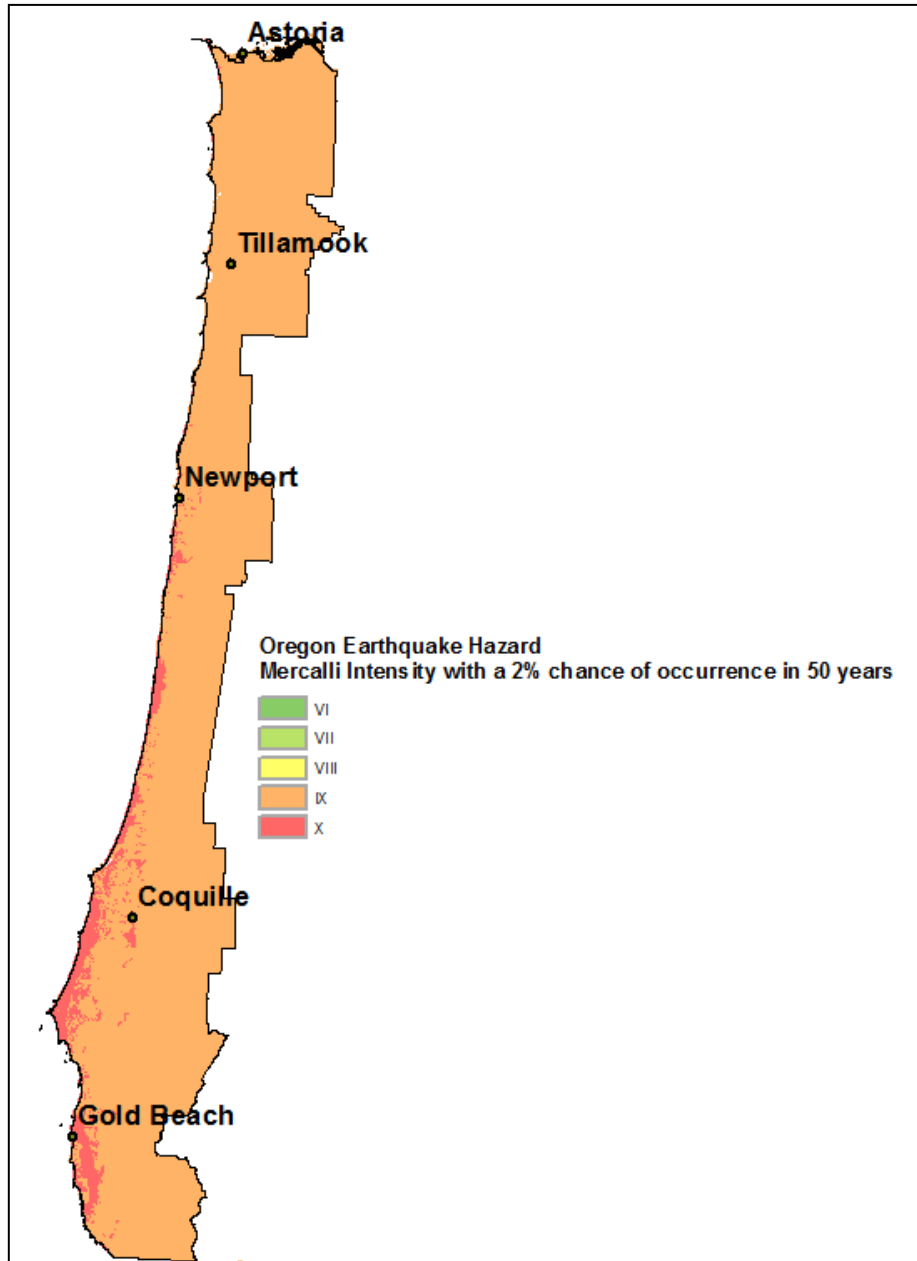 Astoria
Tillamook
Newport
Oregon Earthquake Hazard
Mercalli Intensity with a 2% chance of occurrence in 50 years
VI
VII
VIII
IX
X
Coquille
Gold Beach